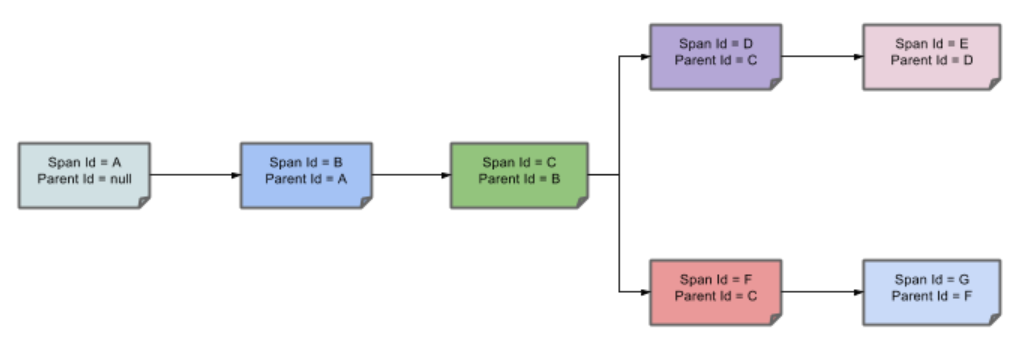 Span Id = D
Parent Id = C
Span Id = E
Parent Id = D
Span Id = A
Parent Id = null
Span Id = B
Parent Id = A
Span Id = C
Parent Id = B
Span Id = F
Parent Id = C
Span Id = G
Parent Id = F